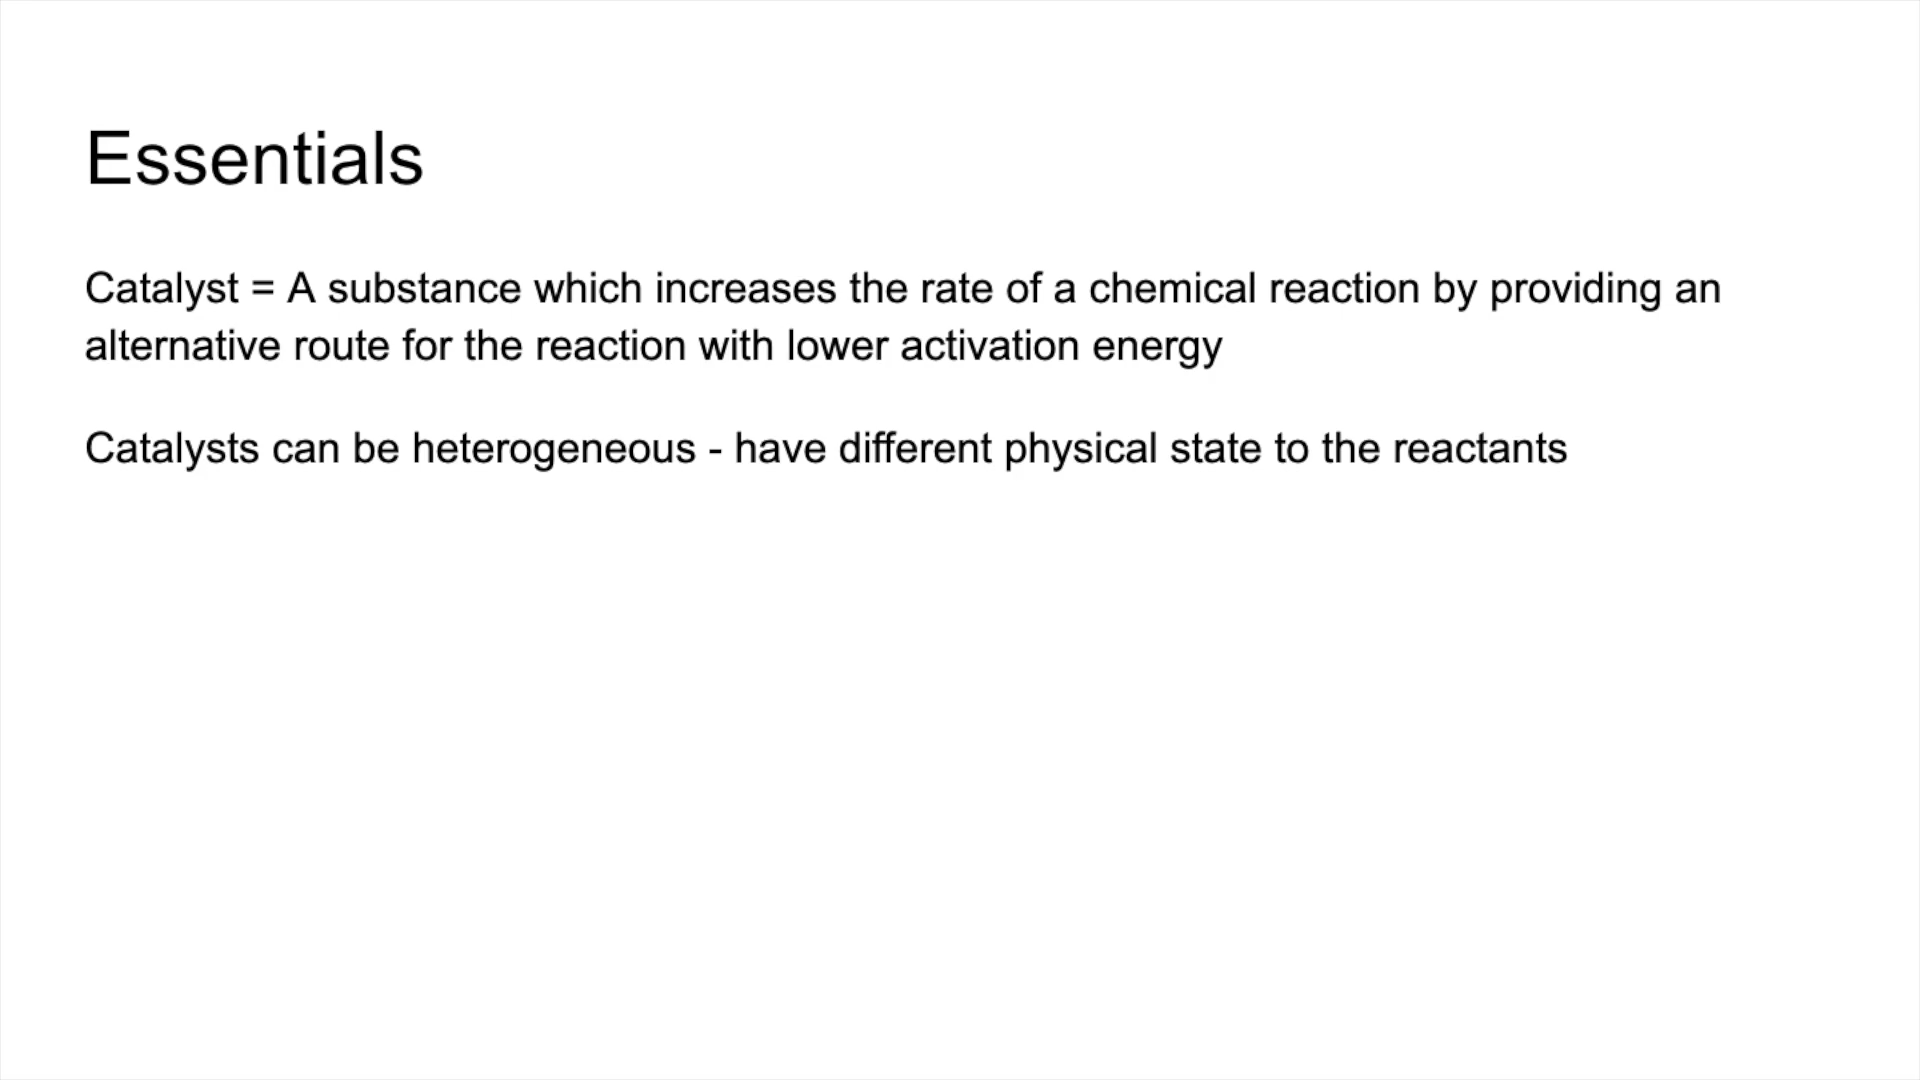 Essentials
Catalyst = A substance which increases the rate of a chemical reaction by providing an
alternative route for the reaction with lower activation energy
Catalysts can be heterogeneous - have different physical state to the reactants